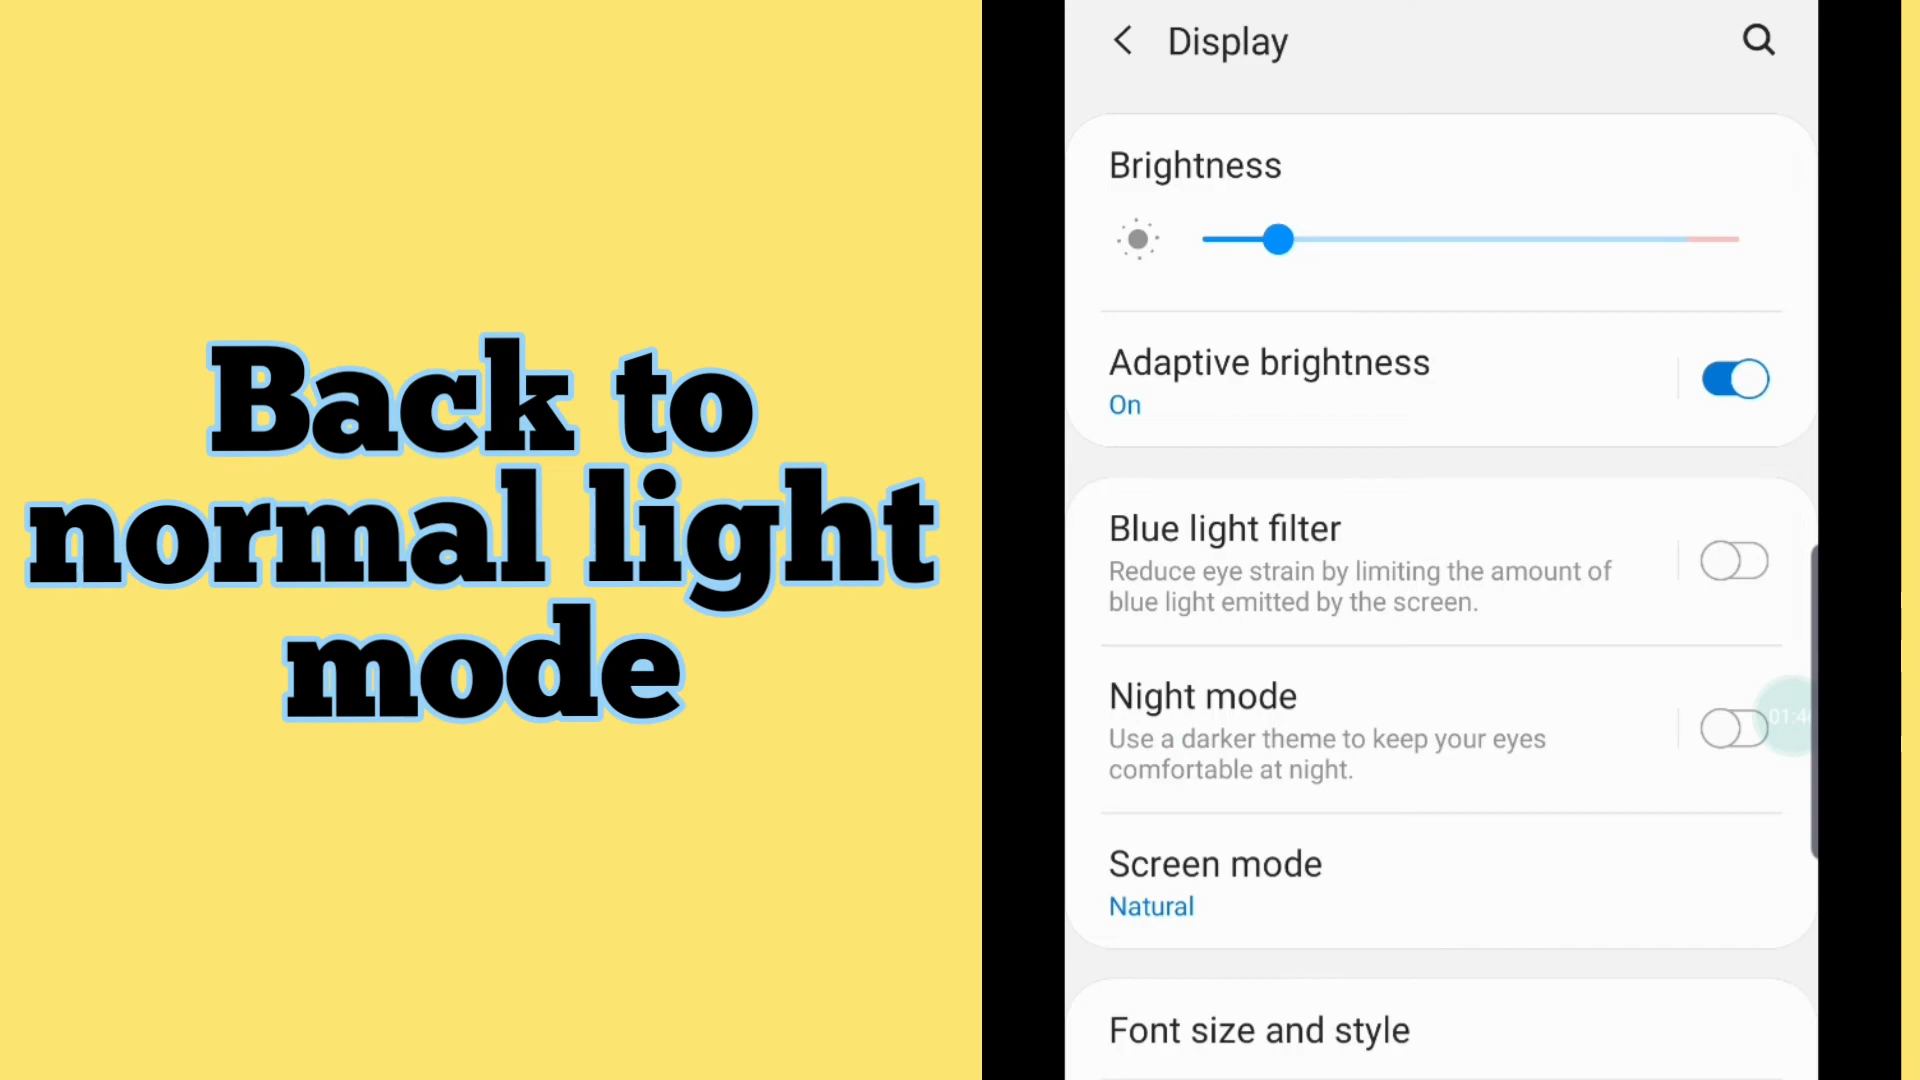 Back to
normal light
mode
Display
Brightness
Adaptive brightness
On
Blue light filter
Reduce eye strain by limiting the amount of
blue light emitted by the screen.
Night mode
Use a darker theme to keep your eyes
comfortable at night.
Screen mode
Natural
Font size and style